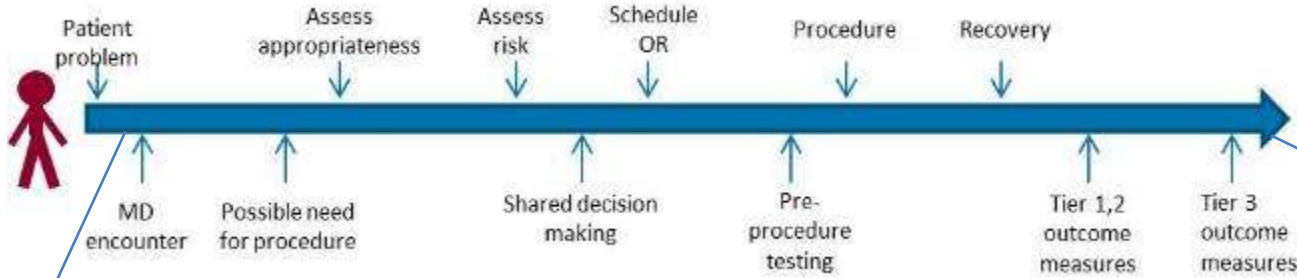 Patient
problem
Assess
appropriateness
Assess
risk
Schedule
OR
Procedure
Recovery
MD
encounter
Possible need
for procedure
Shared decision
making
Pre-
procedure
testing
Tier 1,2
outcome
measures
Tier 3
outcome
measures